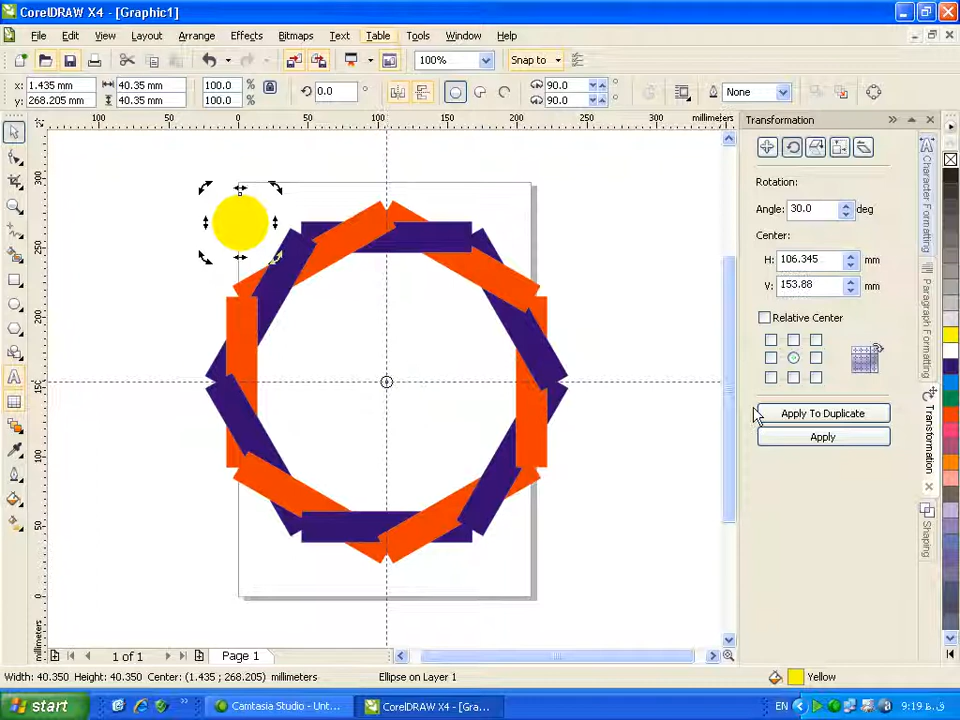 CorelDRAW X4 - [Graphic1]
File Edit View Layout Arrange Effects Bitmaps Text Table Tools Window Help
100% Snap to
x: 1.435 mm 40.35 mm 100.0 % 0.0 ° 90.0 ° None
y: 268.205 mm 40.35 mm 100.0 % 90.0
100 50 0 50 100 150 200 250 300 millimeters
Transformation
Rotation:
Angle: 30.0 deg
Center:
H: 106.345 mm
V: 153.88 mm
Relative Center
Apply To Duplicate
Apply
Character Formatting
Paragraph Formatting
Transformation
Shaping
300
250
200
150
100
50
0
millimeters
1 of 1 Page 1
Width: 40.350 Height: 40.350 Center: (1.435 ; 268.205) millimeters Ellipse on Layer 1 Yellow
start Camtasia Studio - Unt... CorelDRAW X4 - [Gra... EN 9:19 ق.ظ